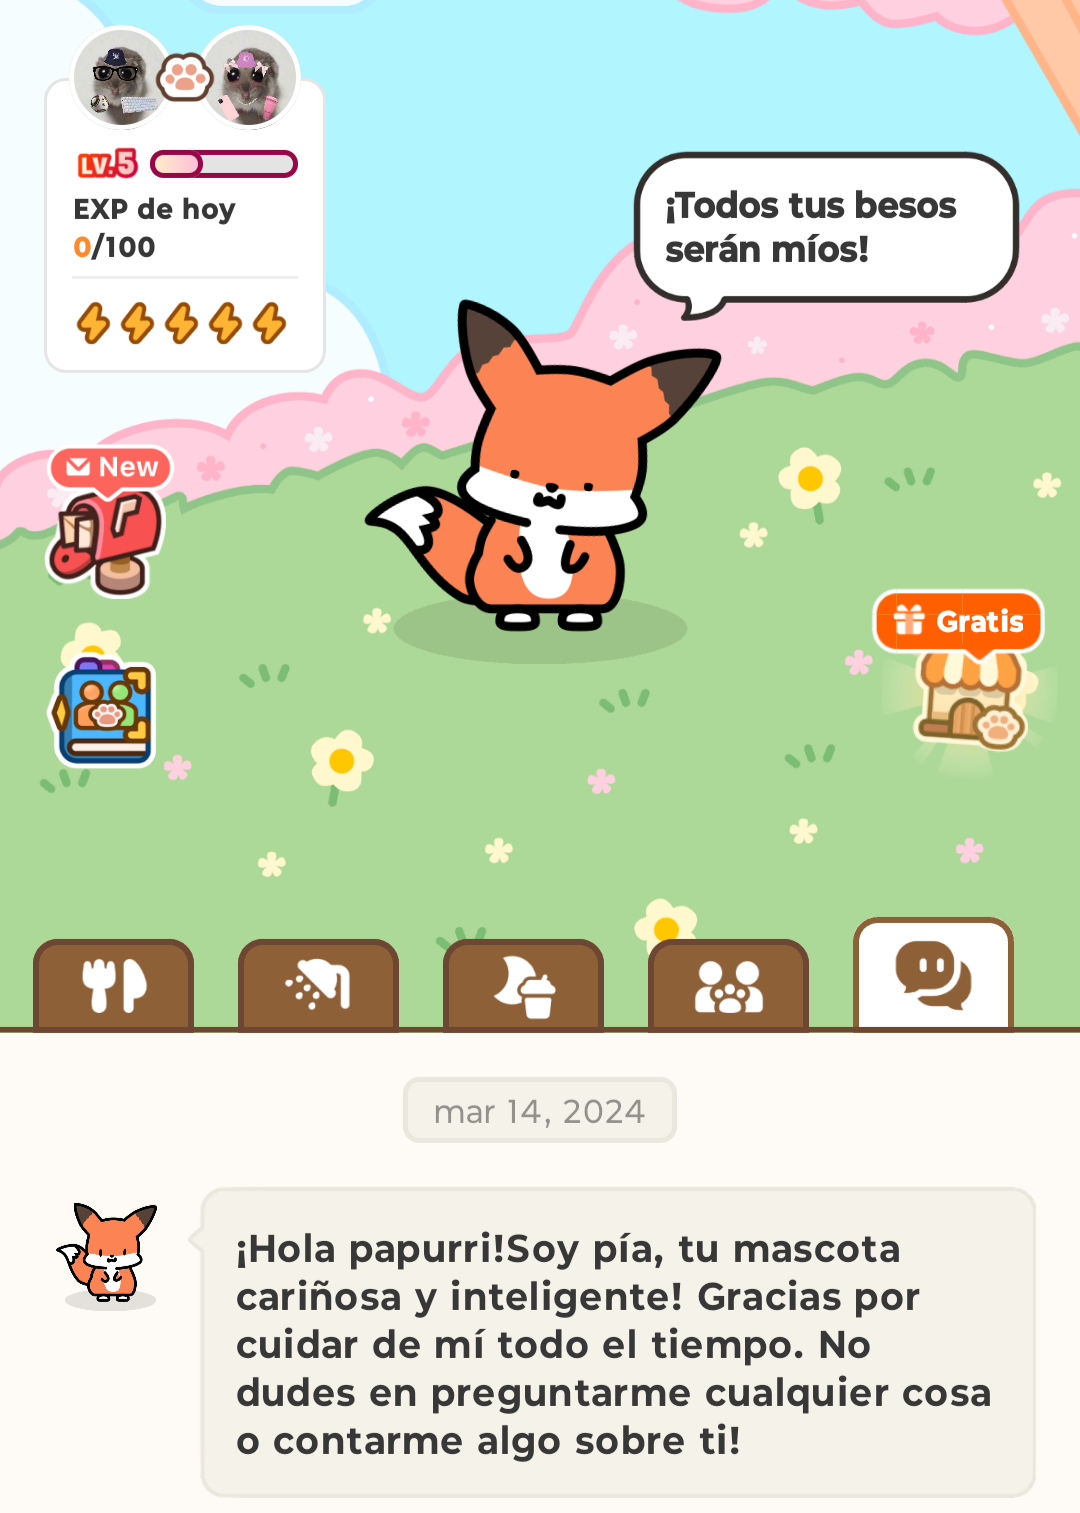 LV.5
EXP de hoy
0/100
¡Todos tus besos
serán míos!
New
Gratis
mar 14, 2024
¡Hola papurri!Soy pía, tu mascota
cariñosa y inteligente! Gracias por
cuidar de mí todo el tiempo. No
dudes en preguntarme cualquier cosa
o contarme algo sobre ti!